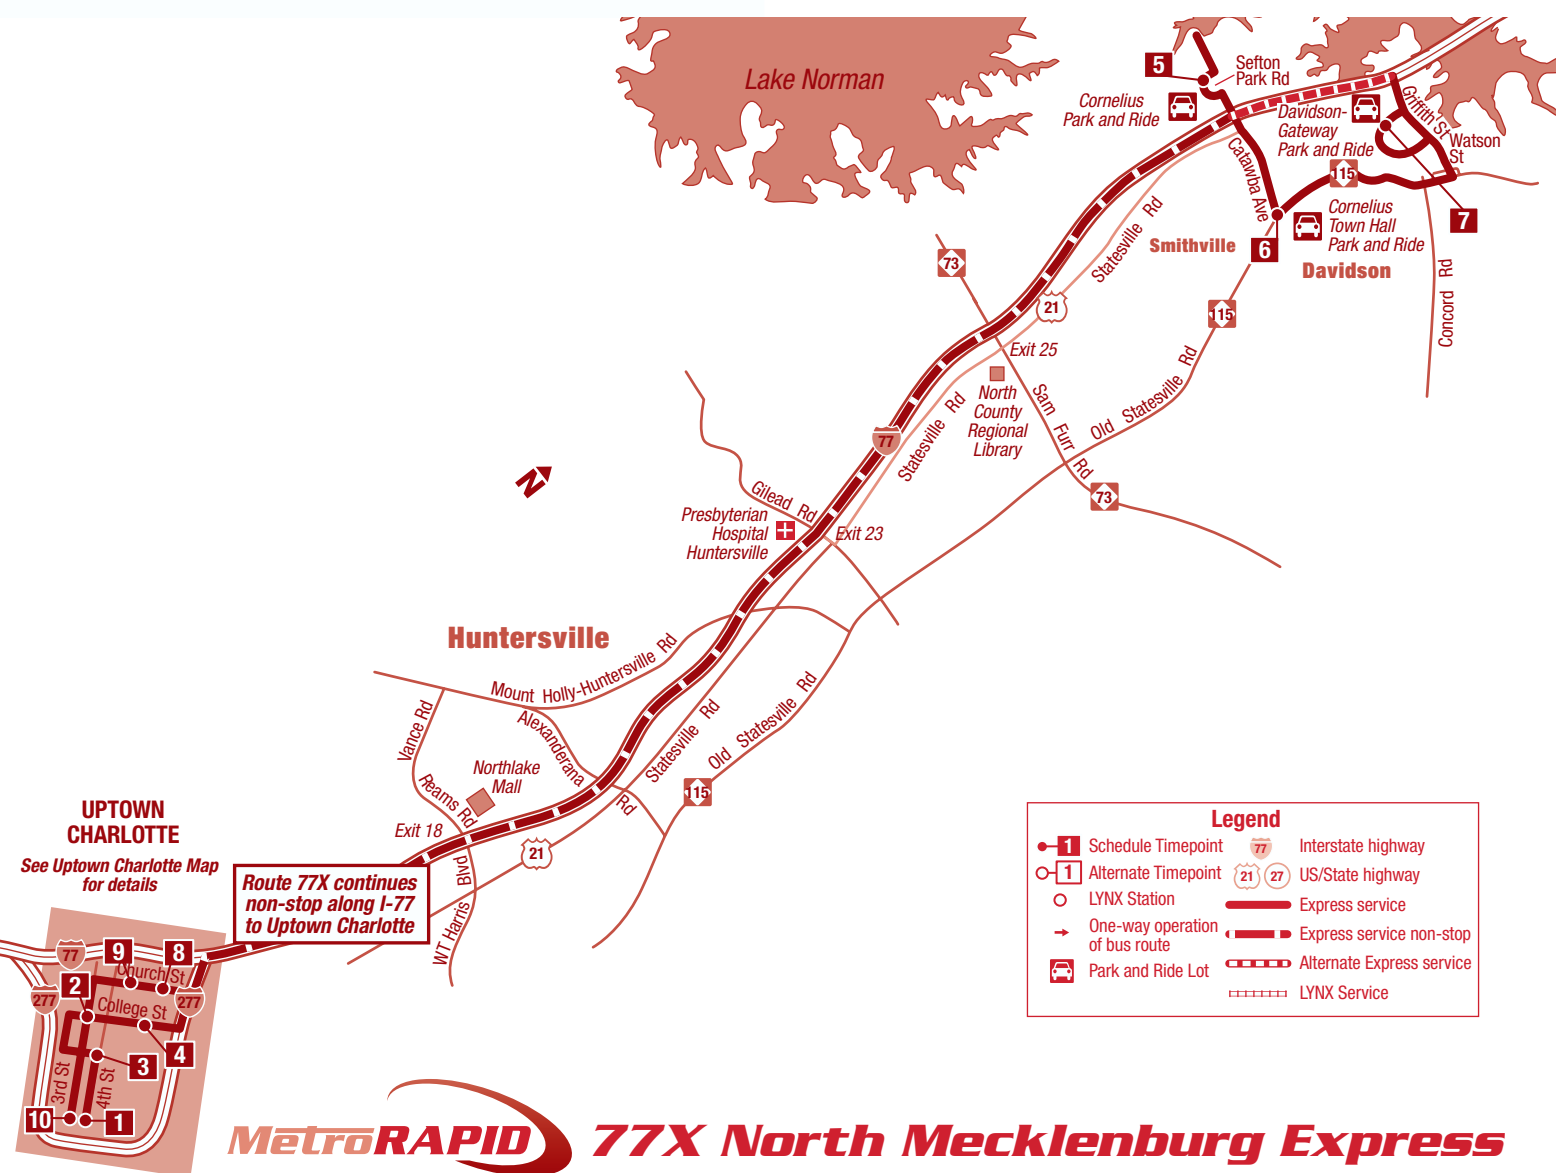 Lake Norman
5
Sefton
Park Rd
Cornelius
Park and Ride
Davidson-
Gateway
Park and Ride
Griffith St
Watson
St
115
Catawba Ave
Cornelius
Town Hall
Park and Ride
7
6
Smithville
Davidson
Statesville Rd
73
21
115
Concord Rd
Exit 25
North
County
Regional
Library
Sam Furr Rd
Old Statesville Rd
Statesville Rd
77
73
Gilead Rd
Presbyterian
Hospital
Huntersville
Exit 23
N
Huntersville
Mount Holly-Huntersville Rd
Vance Rd
Alexanderana
Rd
Statesville Rd
Old Statesville Rd
115
Northlake
Mall
Reams Rd
Exit 18
21
WT Harris Blvd
UPTOWN
CHARLOTTE
See Uptown Charlotte Map
for details
Route 77X continues
non-stop along I-77
to Uptown Charlotte
77
9
8
Church St
2
277
277
College St
4
3
3rd St
4th St
10
1
Legend
1 Schedule Timepoint
1 Alternate Timepoint
LYNX Station
One-way operation
of bus route
Park and Ride Lot
77 Interstate highway
21 27 US/State highway
Express service
Express service non-stop
Alternate Express service
LYNX Service
MetroRAPID
77X North Mecklenburg Express